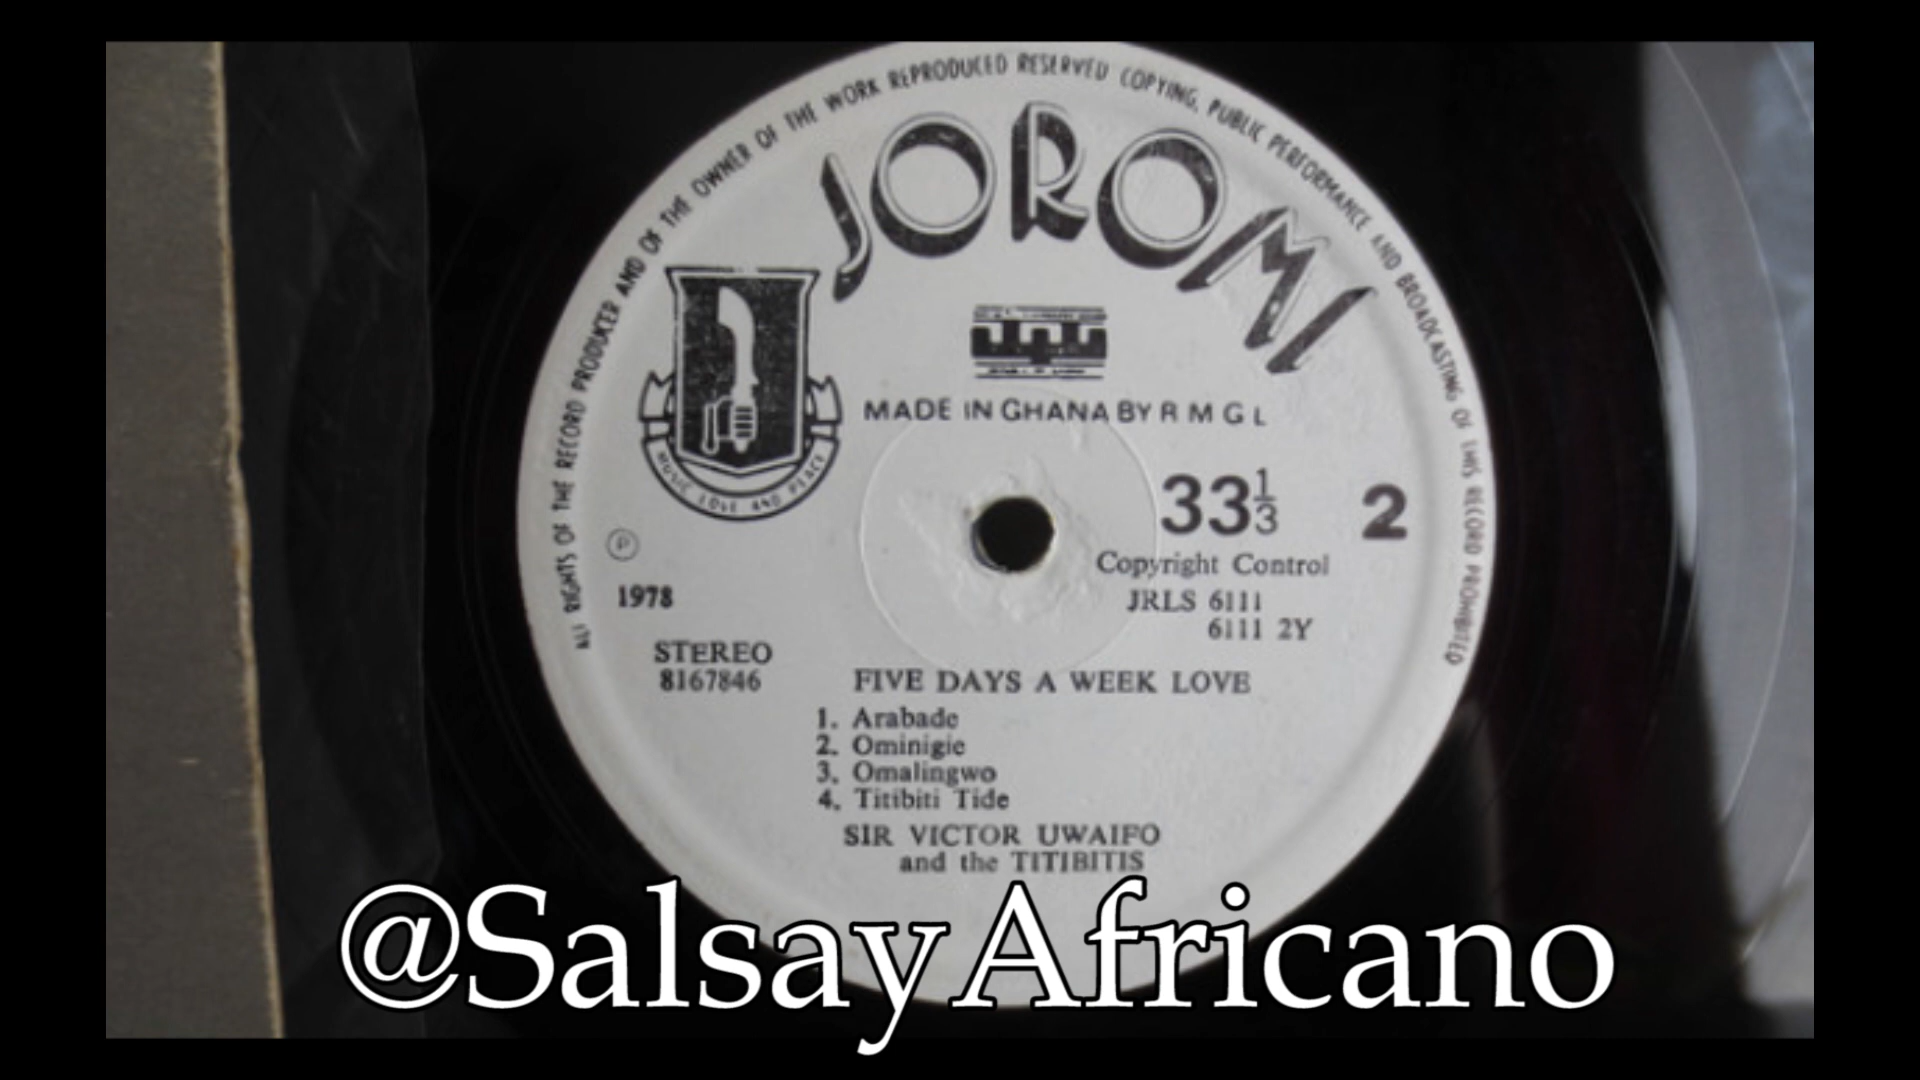 ALL RIGHTS OF THE RECORD PRODUCER AND OF THE OWNER OF THE WORK REPRODUCED RESERVED COPYING, PUBLIC PERFORMANCE AND BROADCASTING OF THIS RECORD PROHIBITED
JOROMI
MUSIC LOVE AND PEACE
MADE IN GHANA BY R M G L
33 1/3
2
Copyright Control
Ⓟ
1978
JRLS 6111
6111 2Y
STEREO
8167846
FIVE DAYS A WEEK LOVE
1. Arabade
2. Ominigie
3. Omalingwo
4. Titibiti Tide
SIR VICTOR UWAIFO
and the TITIBITIS
@SalsayAfricano